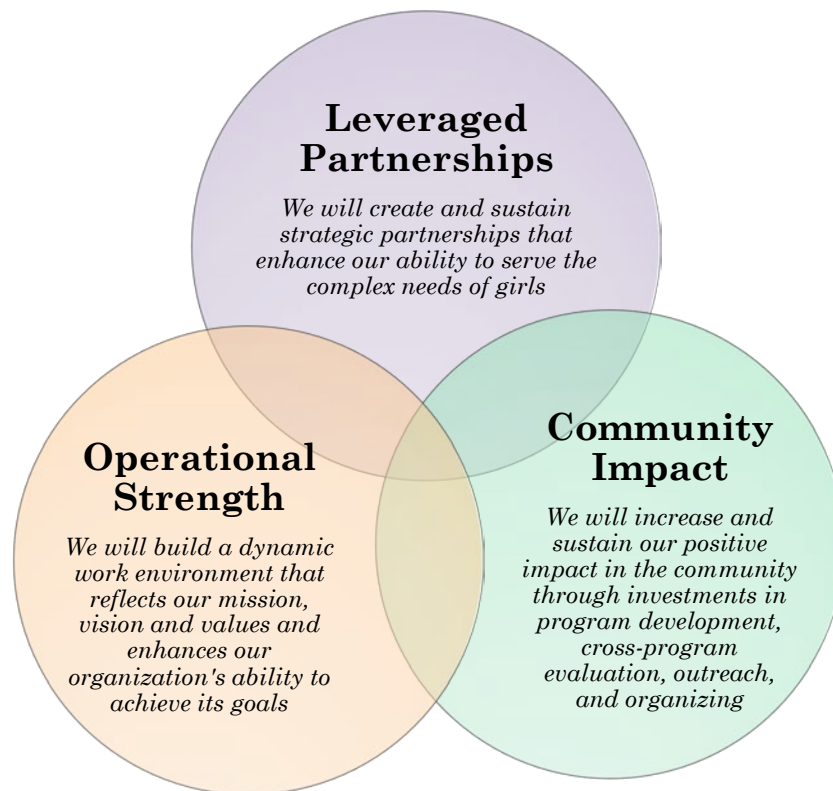 Leveraged
Partnerships
We will create and sustain
strategic partnerships that
enhance our ability to serve the
complex needs of girls
Operational
Strength
We will build a dynamic
work environment that
reflects our mission,
vision and values and
enhances our
organization's ability to
achieve its goals
Community
Impact
We will increase and
sustain our positive
impact in the community
through investments in
program development,
cross-program
evaluation, outreach,
and organizing